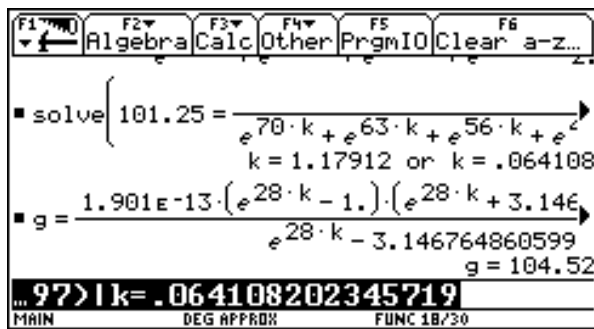 F1 F2 F3 F4 F5 F6
Algebra Calc Other PrgmIO Clear a-z…
solve(101.25 = e^70·k + e^63·k + e^56·k + e
k = 1.17912 or k = .064108
g = 1.901ᴇ-13·(e^28·k - 1.)·(e^28·k + 3.146
e^28·k - 3.146764860599
g = 104.52
…97)|k=.064108202345719
MAIN DEG APPROX FUNC 18/30